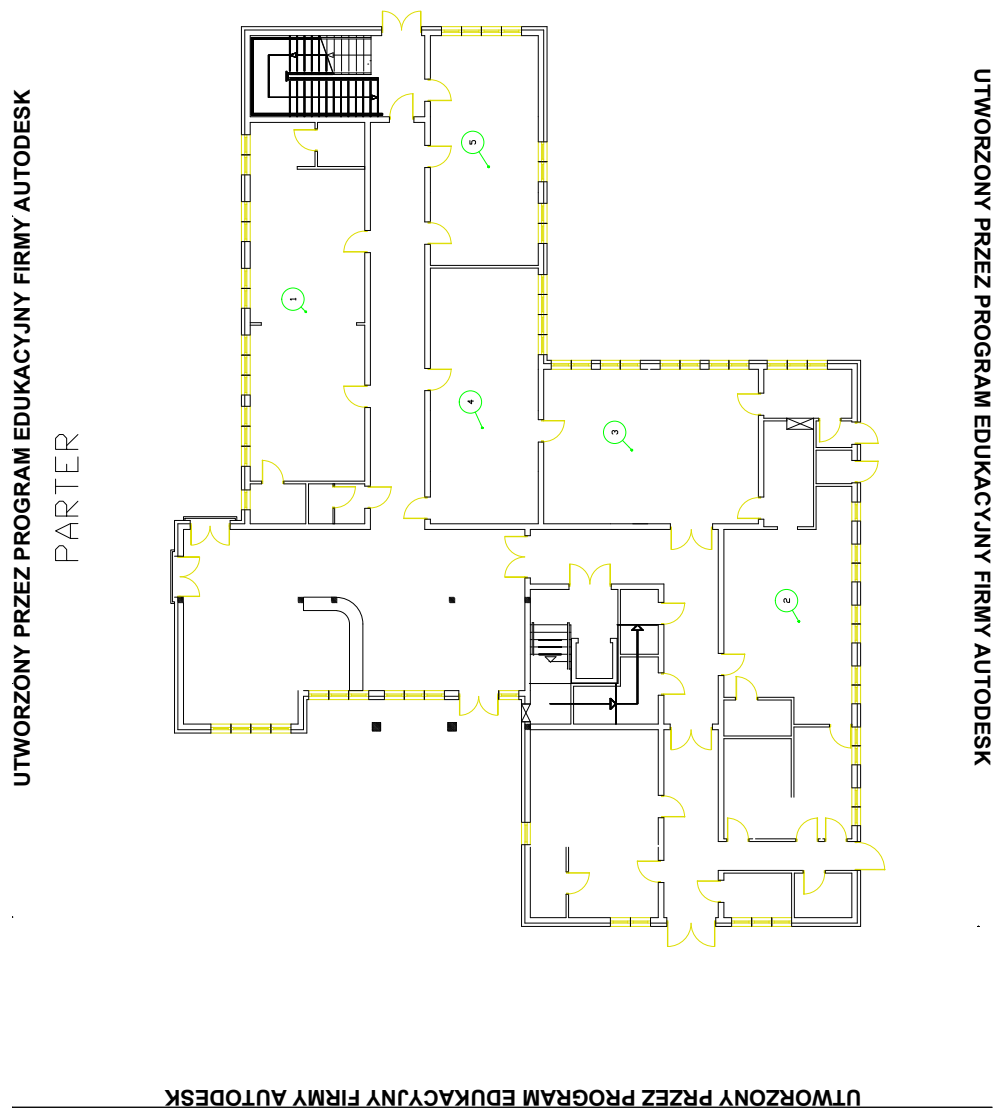 UTWORZONY PRZEZ PROGRAM EDUKACYJNY FIRMY AUTODESK
PARTER
1
5
4
3
2
UTWORZONY PRZEZ PROGRAM EDUKACYJNY FIRMY AUTODESK
UTWORZONY PRZEZ PROGRAM EDUKACYJNY FIRMY AUTODESK